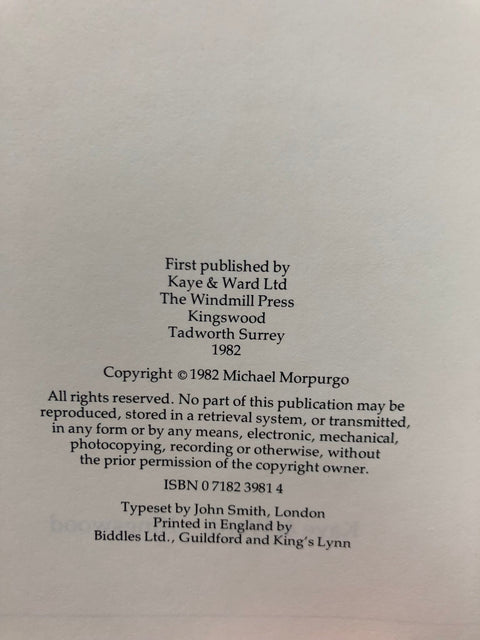 First published by
Kaye & Ward Ltd
The Windmill Press
Kingswood
Tadworth Surrey
1982
Copyright © 1982 Michael Morpurgo
All rights reserved. No part of this publication may be
reproduced, stored in a retrieval system, or transmitted,
in any form or by any means, electronic, mechanical,
photocopying, recording or otherwise, without
the prior permission of the copyright owner.
ISBN 0 7182 3981 4
Typeset by John Smith, London
Printed in England by
Biddles Ltd., Guildford and King's Lynn